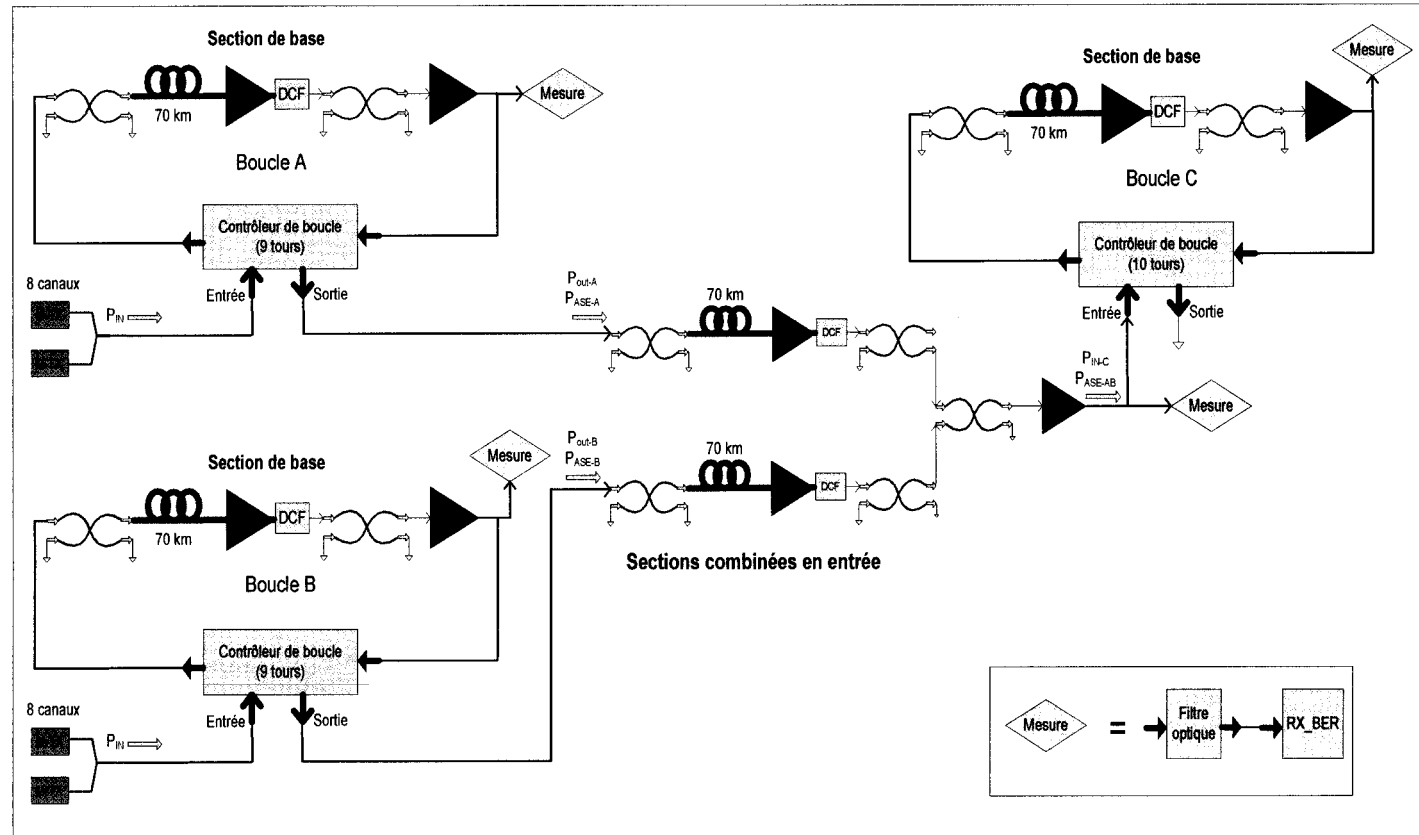 Section de base
DCF
70 km
Mesure
Boucle A
Contrôleur de boucle
(9 tours)
8 canaux
P_IN
Entrée
Sortie
Section de base
DCF
70 km
Mesure
Boucle C
Contrôleur de boucle
(10 tours)
Entrée
Sortie
P_out-A
P_ASE-A
70 km
DCF
P_IN-C
P_ASE-AB
Mesure
P_out-B
P_ASE-B
70 km
DCF
Sections combinées en entrée
Section de base
DCF
70 km
Mesure
Boucle B
Contrôleur de boucle
(9 tours)
8 canaux
P_IN
Entrée
Sortie
Mesure
=
Filtre
optique
RX_BER